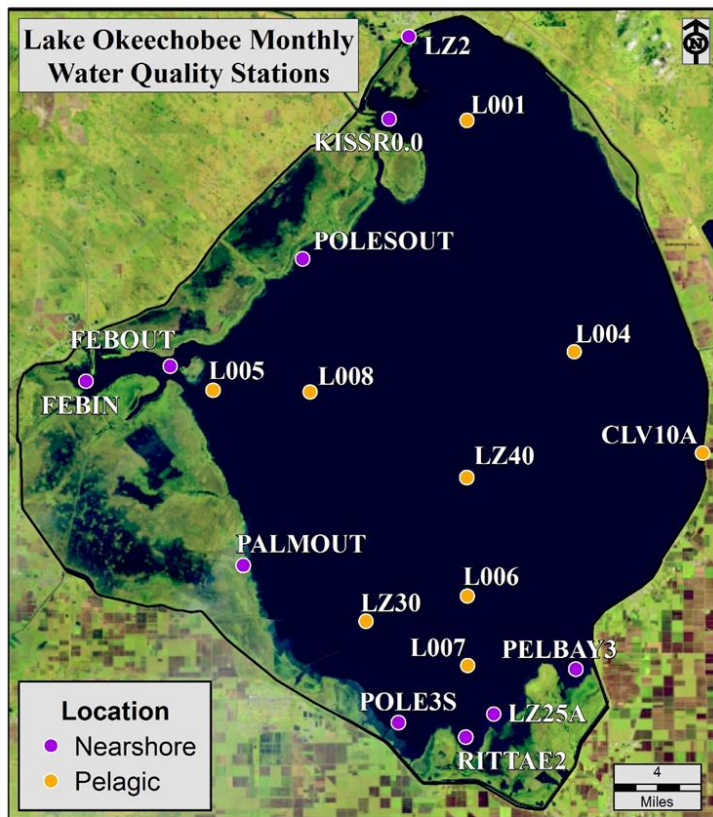 Lake Okeechobee Monthly
Water Quality Stations
N
LZ2
L001
KISSR0.0
POLESOUT
FEBOUT
L004
L005
L008
FEBIN
CLV10A
LZ40
PALMOUT
L006
LZ30
L007
PELBAY3
POLE3S
LZ25A
RITTAE2
Location
Nearshore
Pelagic
4
Miles